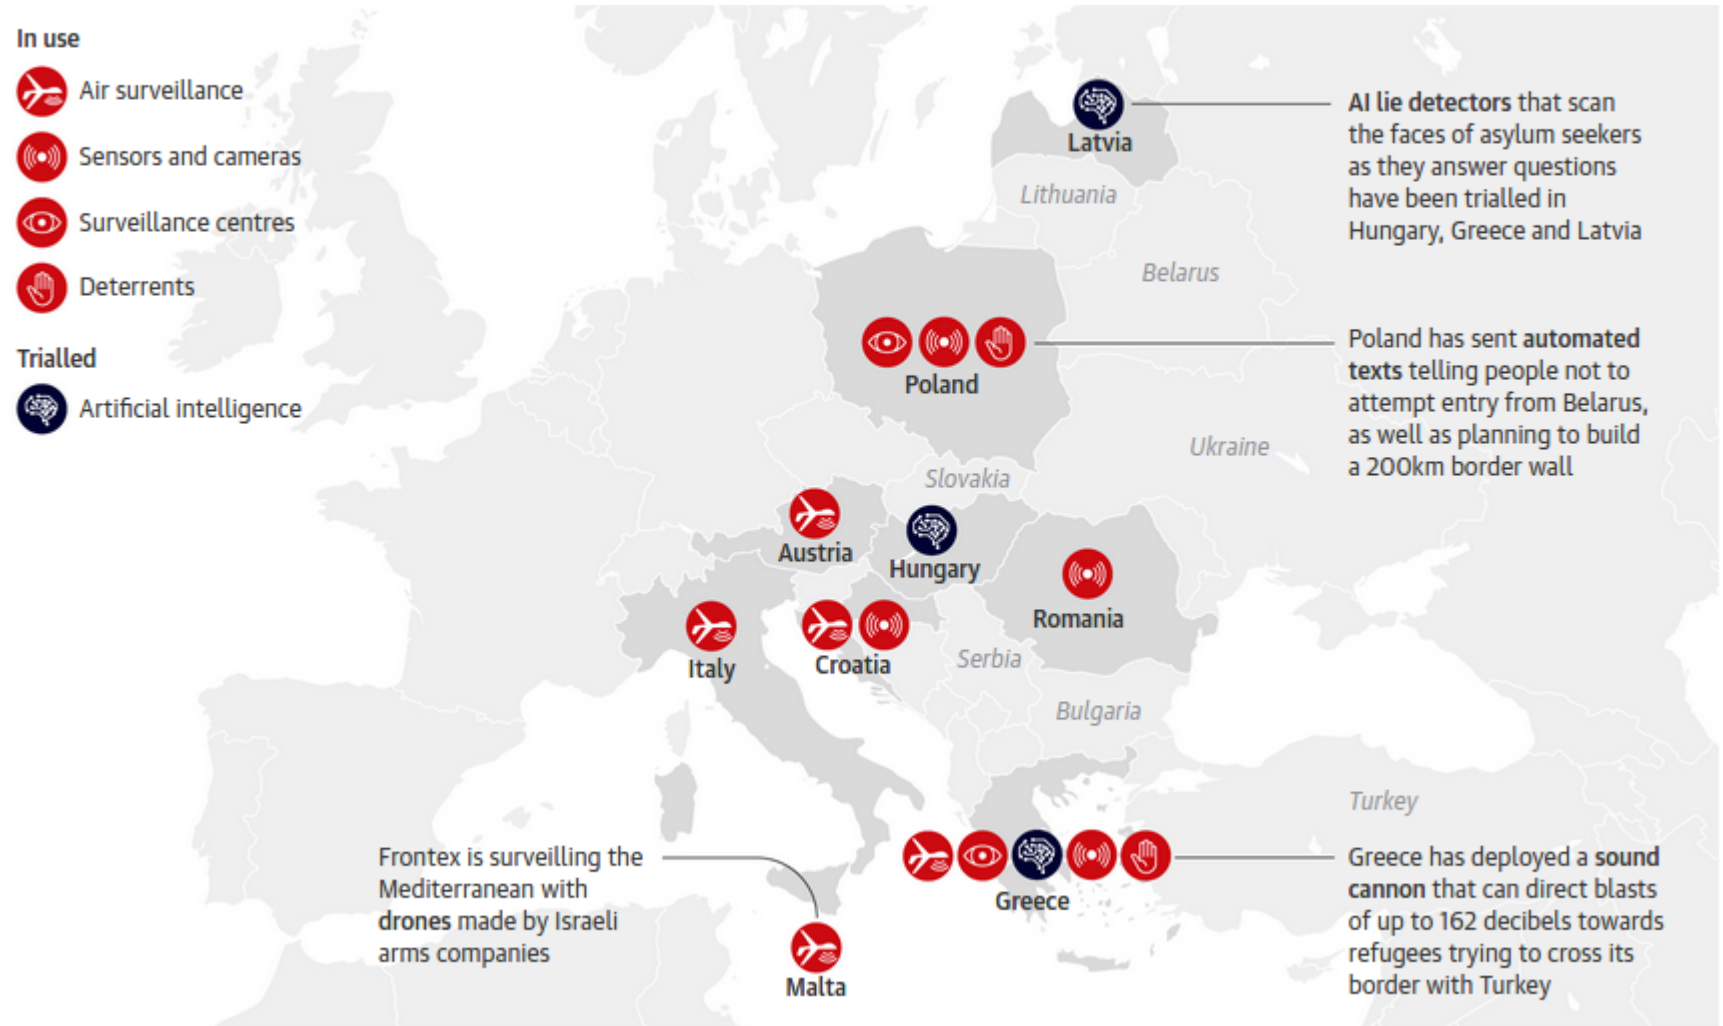 In use
Air surveillance
Sensors and cameras
Surveillance centres
Deterrents
Trialled
Artificial intelligence
Latvia
AI lie detectors that scan
the faces of asylum seekers
as they answer questions
have been trialled in
Hungary, Greece and Latvia
Lithuania
Belarus
Poland
Poland has sent automated
texts telling people not to
attempt entry from Belarus,
as well as planning to build
a 200km border wall
Ukraine
Slovakia
Austria
Hungary
Romania
Italy
Croatia
Serbia
Bulgaria
Turkey
Frontex is surveilling the
Mediterranean with
drones made by Israeli
arms companies
Malta
Greece
Greece has deployed a sound
cannon that can direct blasts
of up to 162 decibels towards
refugees trying to cross its
border with Turkey